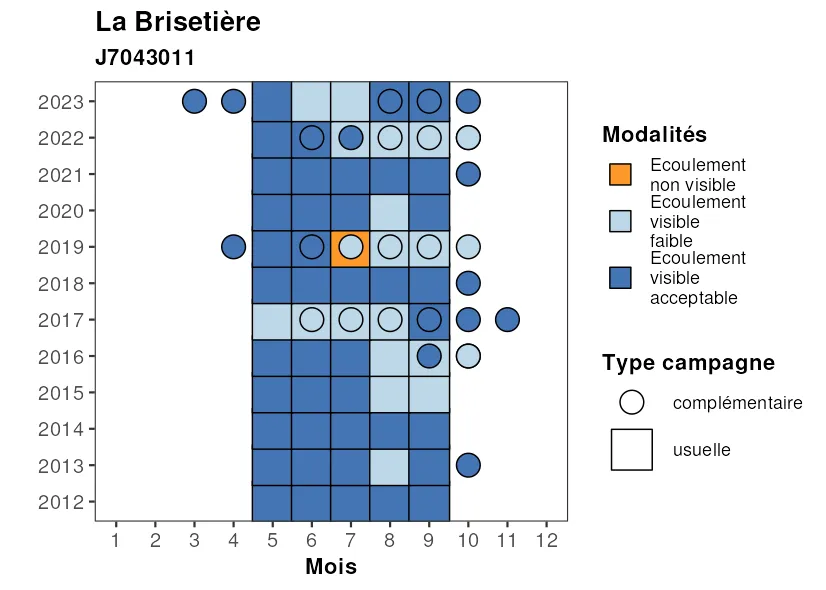 La Brisetière
J7043011
2023
2022
2021
2020
2019
2018
2017
2016
2015
2014
2013
2012
1 2 3 4 5 6 7 8 9 10 11 12
Mois
Modalités
Ecoulement
non visible
Ecoulement
visible
faible
Ecoulement
visible
acceptable
Type campagne
complémentaire
usuelle